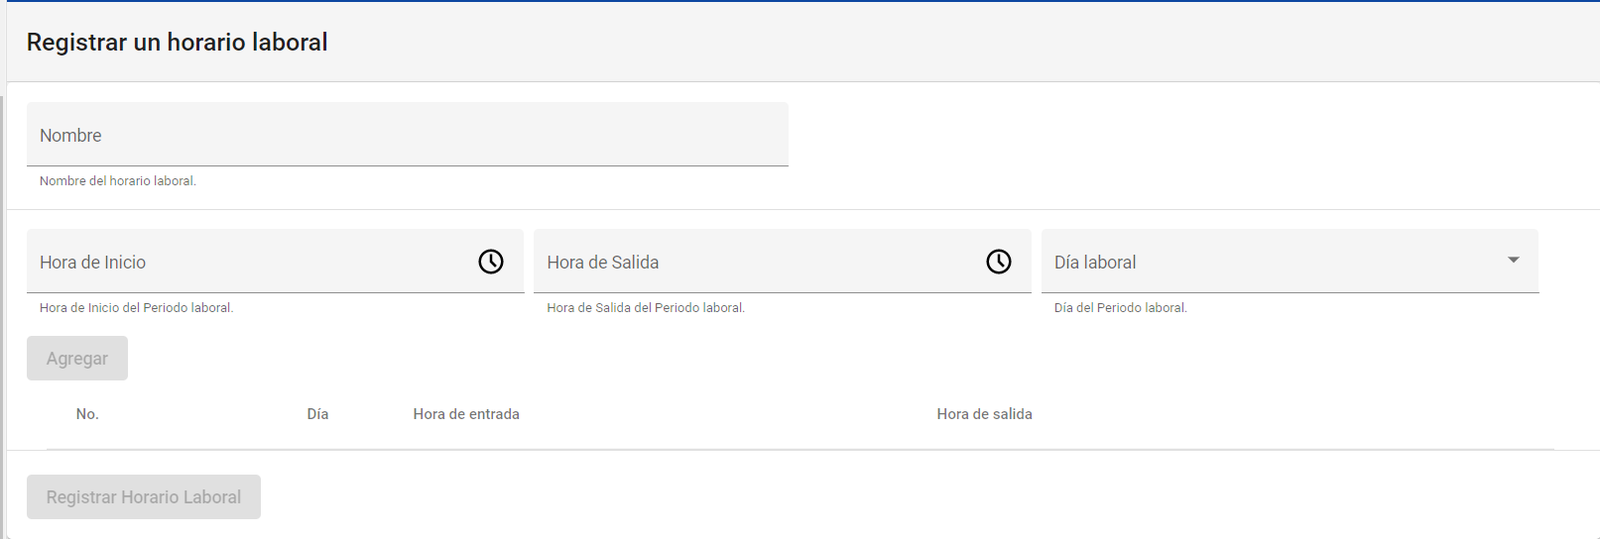 Registrar un horario laboral
Nombre
Nombre del horario laboral.
Hora de Inicio
Hora de Salida
Día laboral
Hora de Inicio del Periodo laboral.
Hora de Salida del Periodo laboral.
Día del Periodo laboral.
Agregar
No. Día Hora de entrada Hora de salida
Registrar Horario Laboral